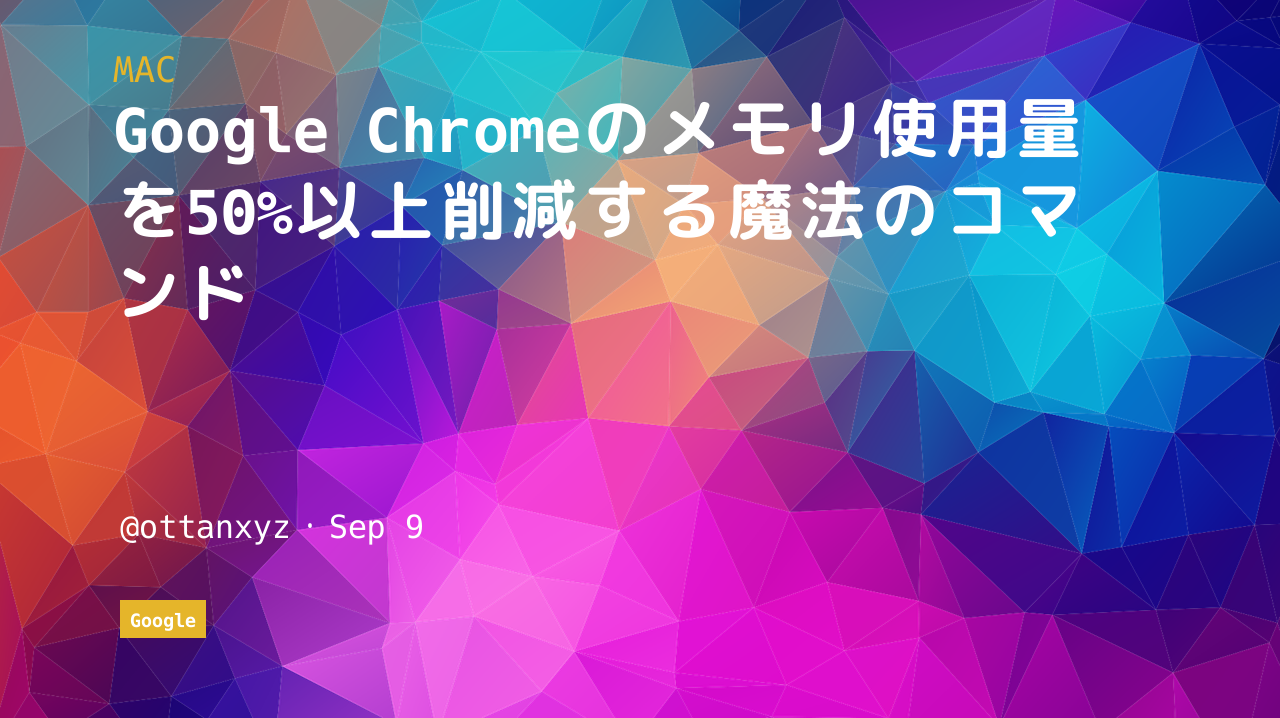 MAC
Google Chromeのメモリ使用量
を50%以上削減する魔法のコマ
ンド
@ottanxyz・Sep 9
Google